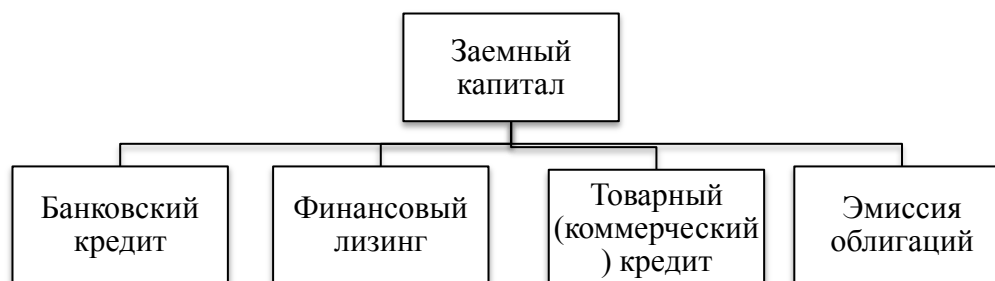 Заемный
капитал
Банковский
кредит
Финансовый
лизинг
Товарный
(коммерческий
) кредит
Эмиссия
облигаций